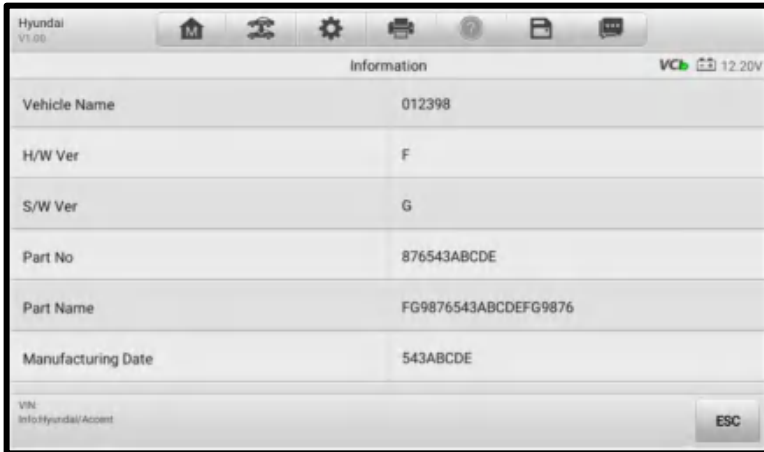 Hyundai
V1.00
M
Information
VCI 12.20V
Vehicle Name 012398
H/W Ver F
S/W Ver G
Part No 876543ABCDE
Part Name FG9876543ABCDEFG9876
Manufacturing Date 543ABCDE
VIN
Info:Hyundai/Accent
ESC